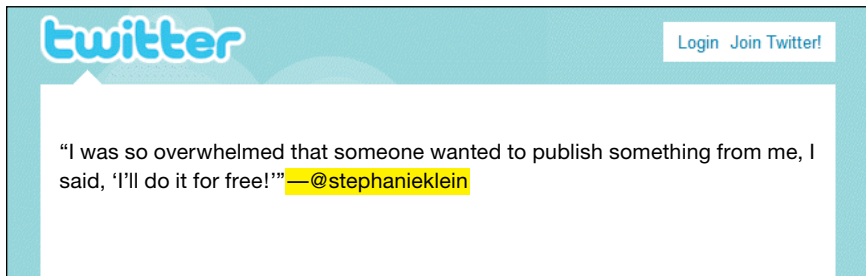 twitter
Login Join Twitter!
“I was so overwhelmed that someone wanted to publish something from me, I
said, ‘I’ll do it for free!’”—@stephanieklein